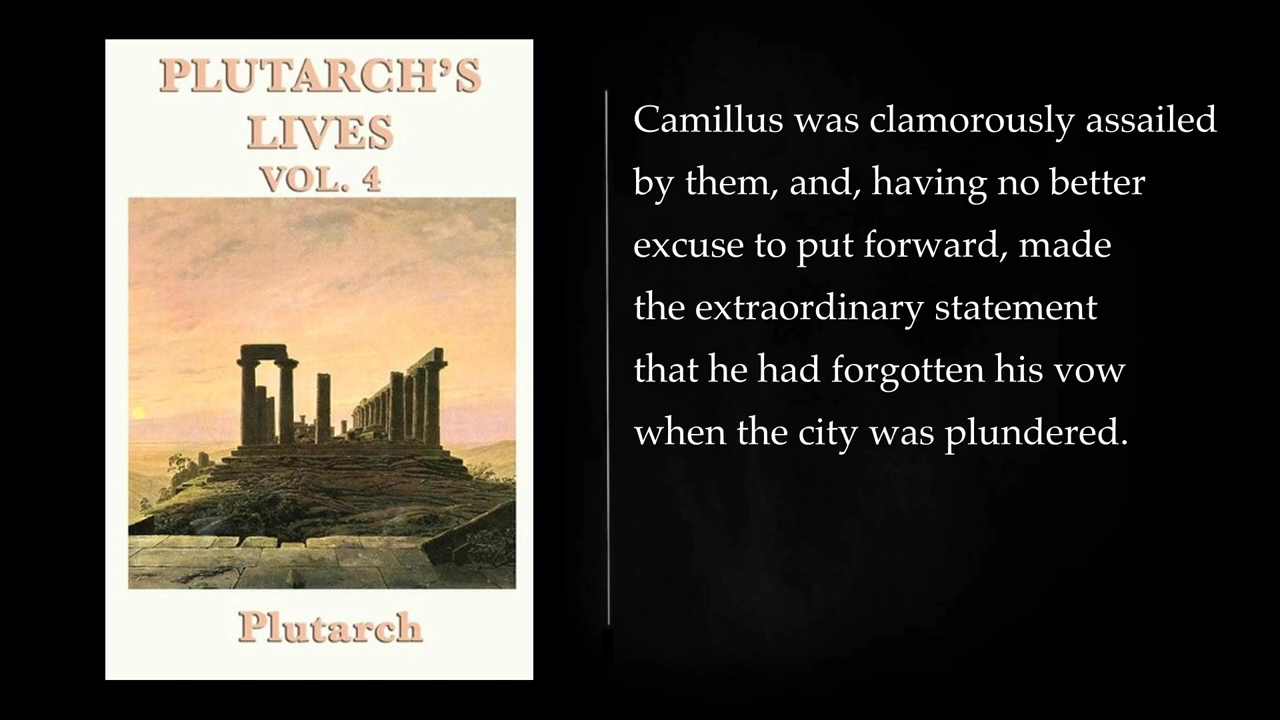 PLUTARCH'S
LIVES
VOL. 4
Plutarch
Camillus was clamorously assailed
by them, and, having no better
excuse to put forward, made
the extraordinary statement
that he had forgotten his vow
when the city was plundered.